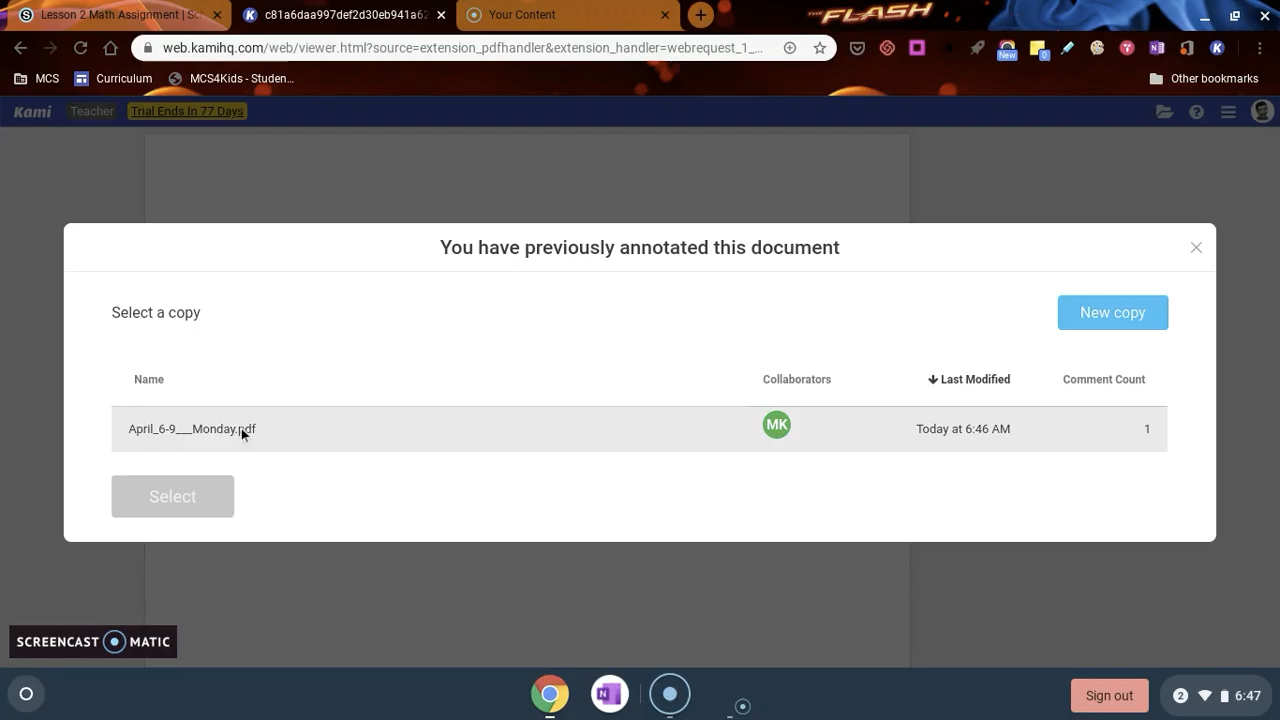 Lesson 2 Math Assignment | Sc
c81a6daa997def2d30eb941a62
Your Content
THE FLASH
web.kamihq.com/web/viewer.html?source=extension_pdfhandler&extension_handler=webrequest_1_...
New
0
MCS
Curriculum
MCS4Kids - Studen...
Other bookmarks
Kami
Teacher
Trial Ends In 77 Days
You have previously annotated this document
Select a copy
New copy
Name
Collaborators
Last Modified
Comment Count
April_6-9___Monday.pdf
MK
Today at 6:46 AM
1
Select
SCREENCAST MATIC
Sign out
2
6:47